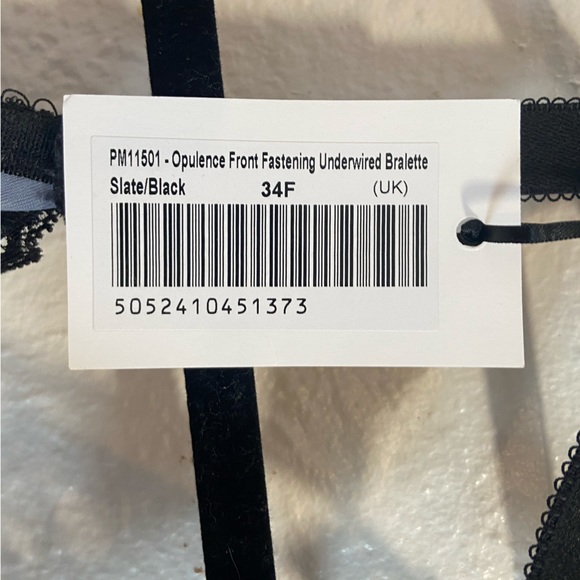 PM11501 - Opulence Front Fastening Underwired Bralette
Slate/Black 34F (UK)
5052410451373